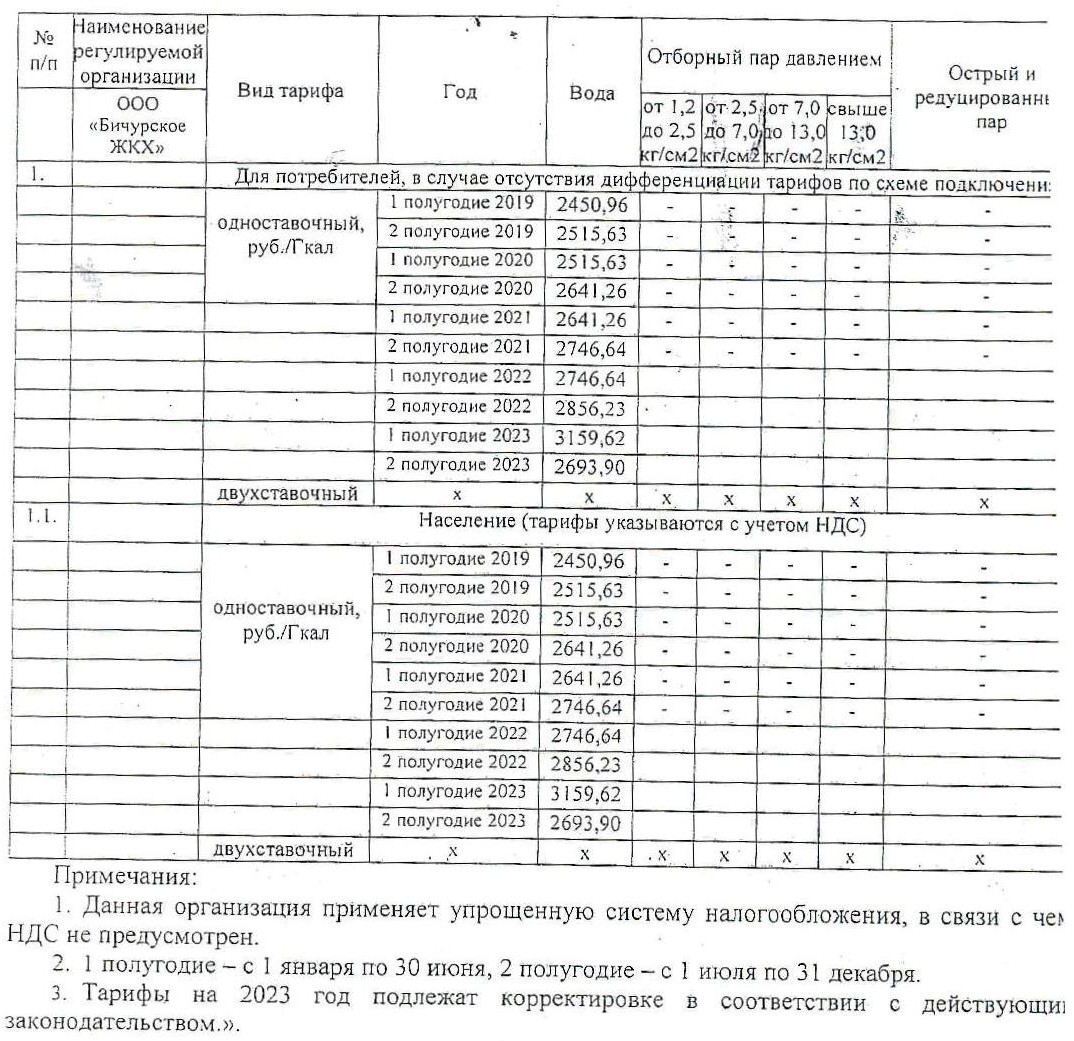 № п/п | Наименование регулируемой организации | Вид тарифа | Год | Вода | Отборный пар давлением | Острый и
редуцированн
пар
ООО «Бичурское ЖКХ» | от 1,2 до 2,5 кг/см2 | от 2,5 до 7,0 кг/см2 | от 7,0 до 13,0 кг/см2 | свыше 13,0 кг/см2
1. Для потребителей, в случае отсутствия дифференциации тарифов по схеме подключени
одноставочный, руб./Гкал
1 полугодие 2019 2450,96 - - - - -
2 полугодие 2019 2515,63 - - - - -
1 полугодие 2020 2515,63 - - - - -
2 полугодие 2020 2641,26 - - - - -
1 полугодие 2021 2641,26 - - - - -
2 полугодие 2021 2746,64 - - - - -
1 полугодие 2022 2746,64
2 полугодие 2022 2856,23
1 полугодие 2023 3159,62
2 полугодие 2023 2693,90
двухставочный х х х х х х х
1.1. Население (тарифы указываются с учетом НДС)
одноставочный, руб./Гкал
1 полугодие 2019 2450,96 - - - - -
2 полугодие 2019 2515,63 - - - - -
1 полугодие 2020 2515,63 - - - - -
2 полугодие 2020 2641,26 - - - - -
1 полугодие 2021 2641,26 - - - - -
2 полугодие 2021 2746,64 - - - - -
1 полугодие 2022 2746,64
2 полугодие 2022 2856,23
1 полугодие 2023 3159,62
2 полугодие 2023 2693,90
двухставочный х х х х х х х
Примечания:
1. Данная организация применяет упрощенную систему налогообложения, в связи с чем
НДС не предусмотрен.
2. 1 полугодие – с 1 января по 30 июня, 2 полугодие – с 1 июля по 31 декабря.
3. Тарифы на 2023 год подлежат корректировке в соответствии с действующи
законодательством.».